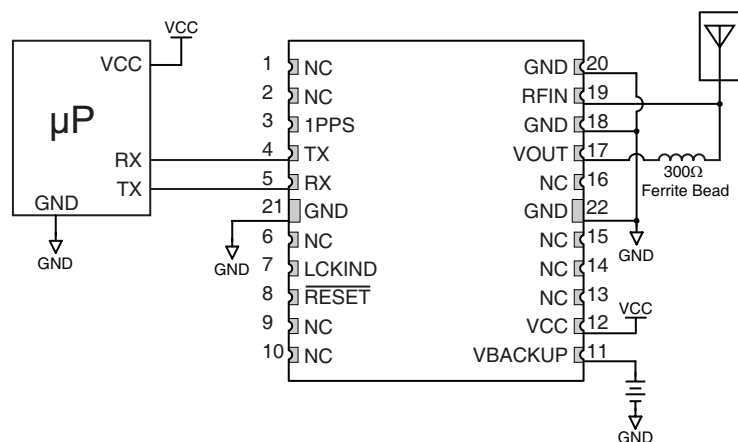 VCC
VCC
µP
RX
TX
GND
GND
1 NC
2 NC
3 1PPS
4 TX
5 RX
21 GND
GND
6 NC
7 LCKIND
8 RESET
9 NC
10 NC
GND 20
RFIN 19
GND 18
VOUT 17
300Ω
Ferrite Bead
NC 16
GND 22
GND
NC 15
NC 14
NC 13
VCC 12
VCC
VBACKUP 11
GND